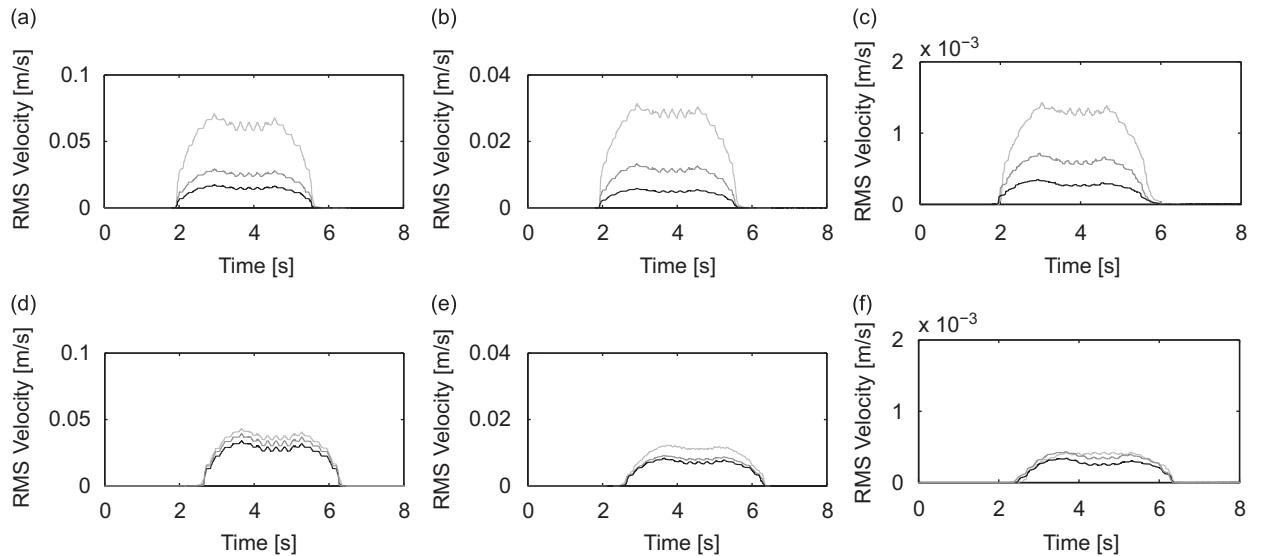 (a)
RMS Velocity [m/s]
0.1
0.05
0
0 2 4 6 8
Time [s]
(b)
RMS Velocity [m/s]
0.04
0.02
0
0 2 4 6 8
Time [s]
(c)
RMS Velocity [m/s]
x 10⁻³
2
1
0
0 2 4 6 8
Time [s]
(d)
RMS Velocity [m/s]
0.1
0.05
0
0 2 4 6 8
Time [s]
(e)
RMS Velocity [m/s]
0.04
0.02
0
0 2 4 6 8
Time [s]
(f)
RMS Velocity [m/s]
x 10⁻³
2
1
0
0 2 4 6 8
Time [s]